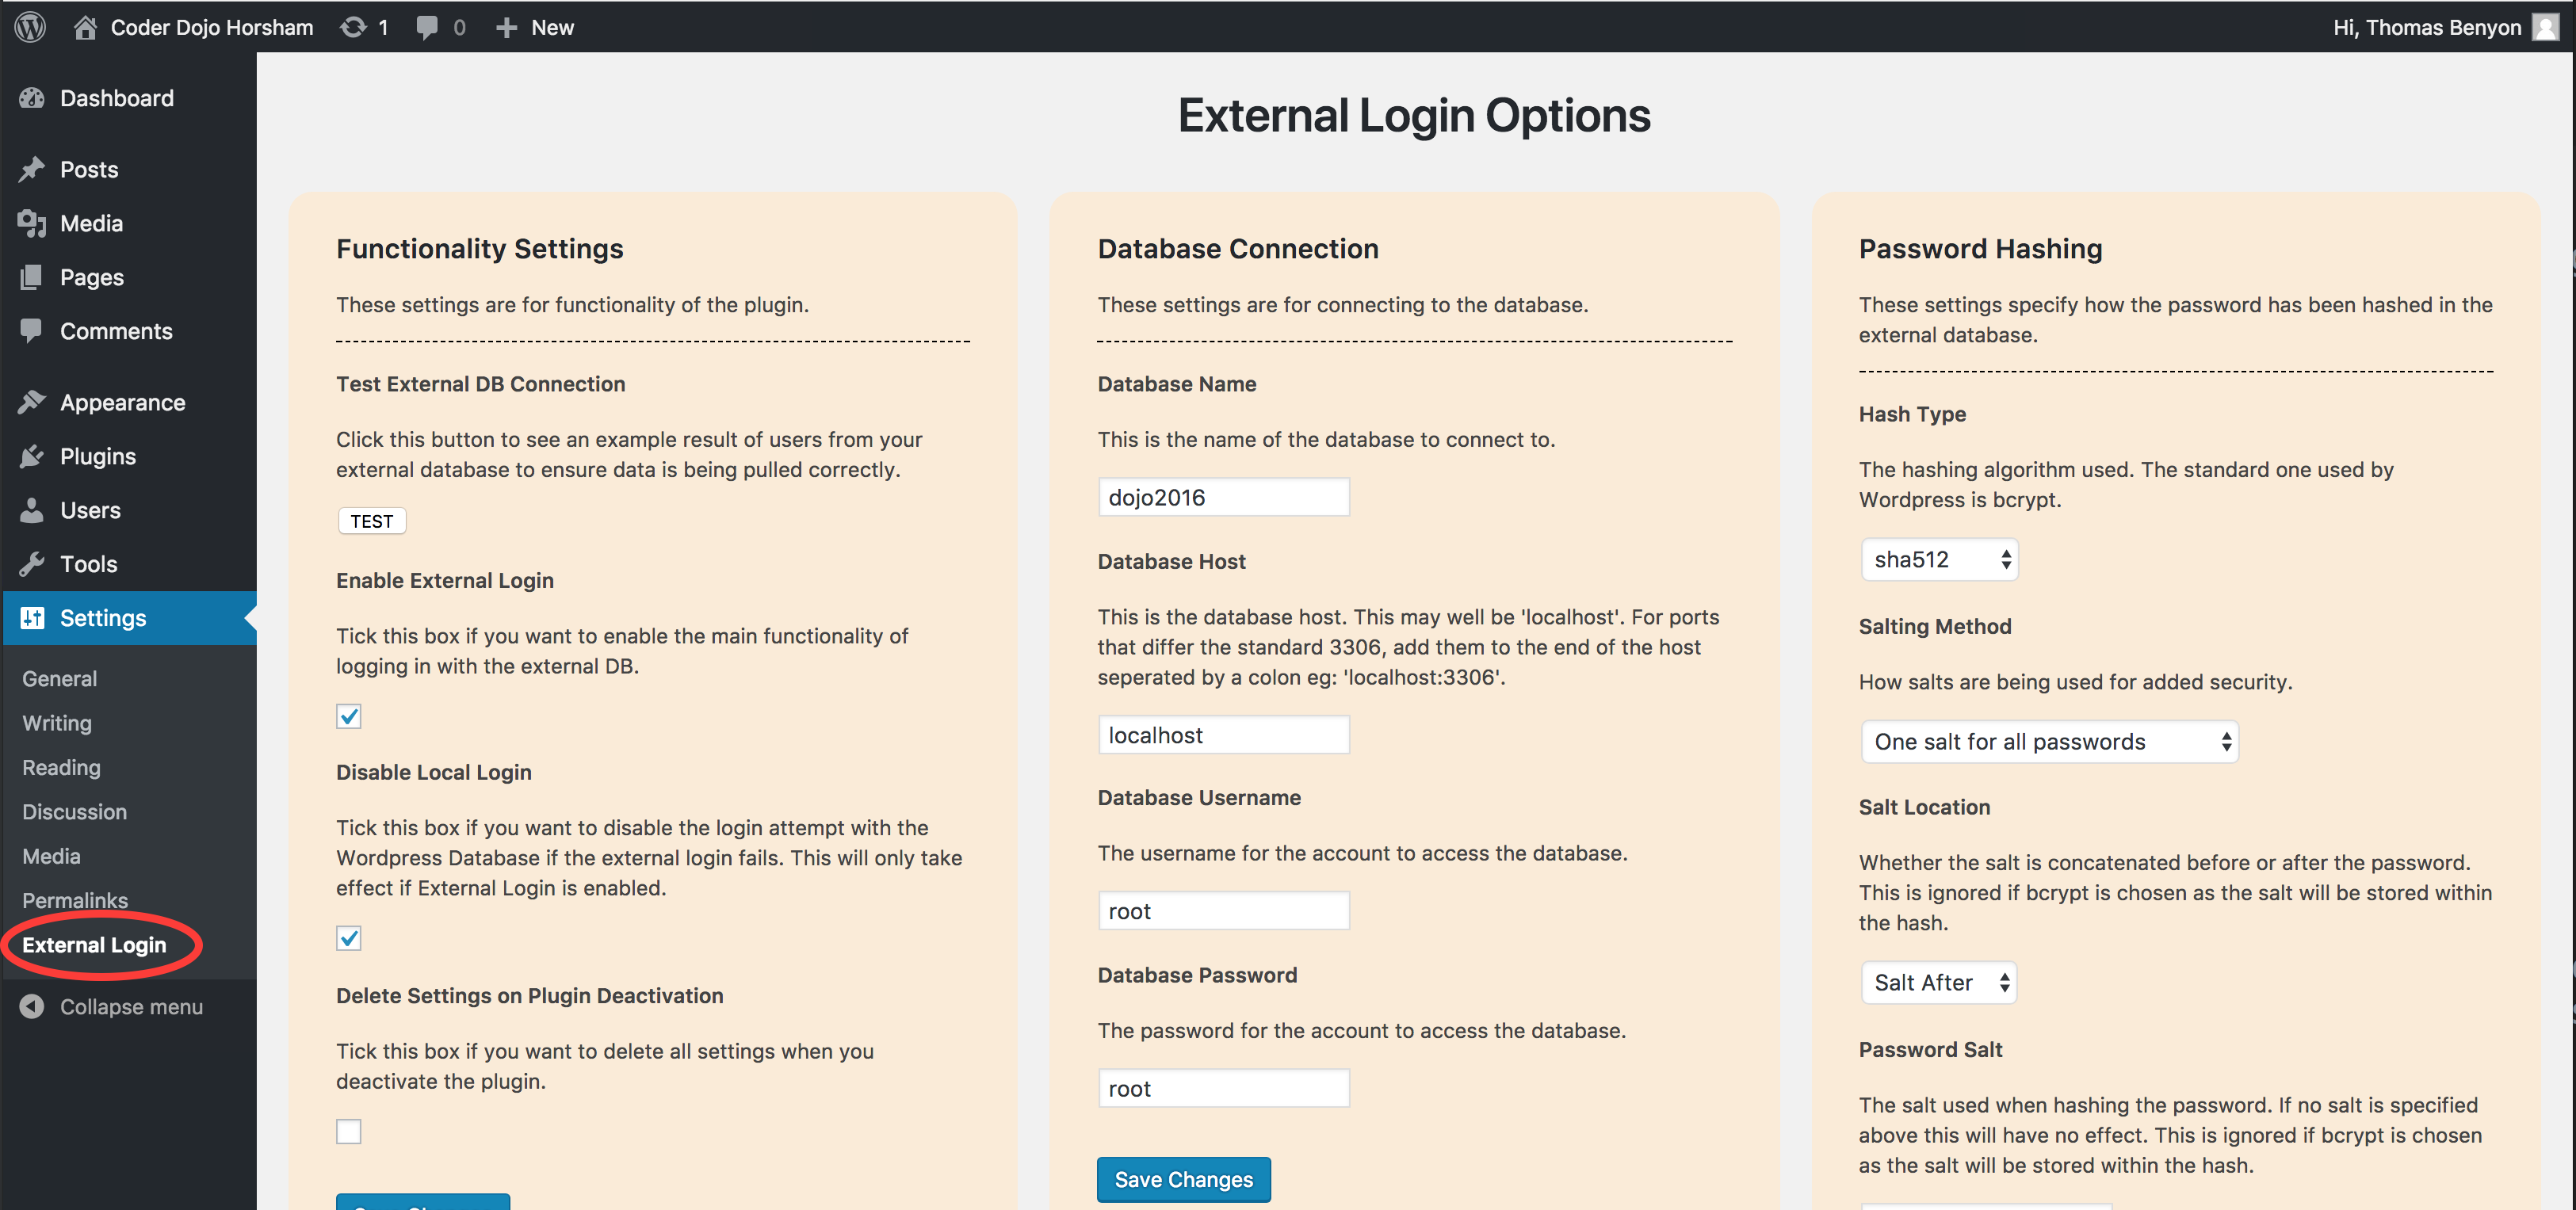 Coder Dojo Horsham 1 0 New
Hi, Thomas Benyon
Dashboard
Posts
Media
Pages
Comments
Appearance
Plugins
Users
Tools
Settings
General
Writing
Reading
Discussion
Media
Permalinks
External Login
Collapse menu
External Login Options
Functionality Settings
These settings are for functionality of the plugin.
Test External DB Connection
Click this button to see an example result of users from your
external database to ensure data is being pulled correctly.
TEST
Enable External Login
Tick this box if you want to enable the main functionality of
logging in with the external DB.
Disable Local Login
Tick this box if you want to disable the login attempt with the
Wordpress Database if the external login fails. This will only take
effect if External Login is enabled.
Delete Settings on Plugin Deactivation
Tick this box if you want to delete all settings when you
deactivate the plugin.
Database Connection
These settings are for connecting to the database.
Database Name
This is the name of the database to connect to.
dojo2016
Database Host
This is the database host. This may well be 'localhost'. For ports
that differ the standard 3306, add them to the end of the host
seperated by a colon eg: 'localhost:3306'.
localhost
Database Username
The username for the account to access the database.
root
Database Password
The password for the account to access the database.
root
Save Changes
Password Hashing
These settings specify how the password has been hashed in the
external database.
Hash Type
The hashing algorithm used. The standard one used by
Wordpress is bcrypt.
sha512
Salting Method
How salts are being used for added security.
One salt for all passwords
Salt Location
Whether the salt is concatenated before or after the password.
This is ignored if bcrypt is chosen as the salt will be stored within
the hash.
Salt After
Password Salt
The salt used when hashing the password. If no salt is specified
above this will have no effect. This is ignored if bcrypt is chosen
as the salt will be stored within the hash.